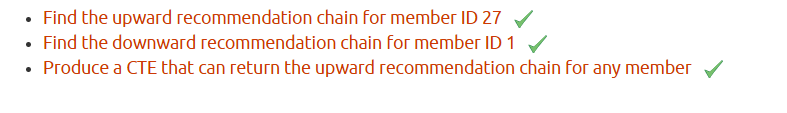 Find the upward recommendation chain for member ID 27
Find the downward recommendation chain for member ID 1
Produce a CTE that can return the upward recommendation chain for any member